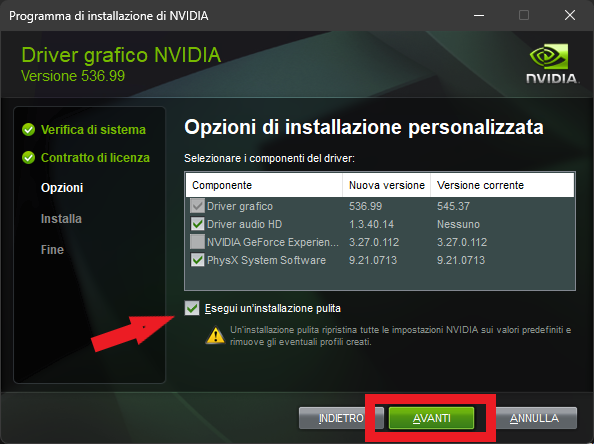 Programma di installazione di NVIDIA
Driver grafico NVIDIA
Versione 536.99
NVIDIA.
Verifica di sistema
Contratto di licenza
Opzioni
Installa
Fine
Opzioni di installazione personalizzata
Selezionare i componenti del driver:
Componente Nuova versione Versione corrente
Driver grafico 536.99 545.37
Driver audio HD 1.3.40.14 Nessuno
NVIDIA GeForce Experien... 3.27.0.112 3.27.0.112
PhysX System Software 9.21.0713 9.21.0713
Esegui un'installazione pulita
Un'installazione pulita ripristina tutte le impostazioni NVIDIA sui valori predefiniti e
rimuove gli eventuali profili creati.
INDIETRO AVANTI ANNULLA